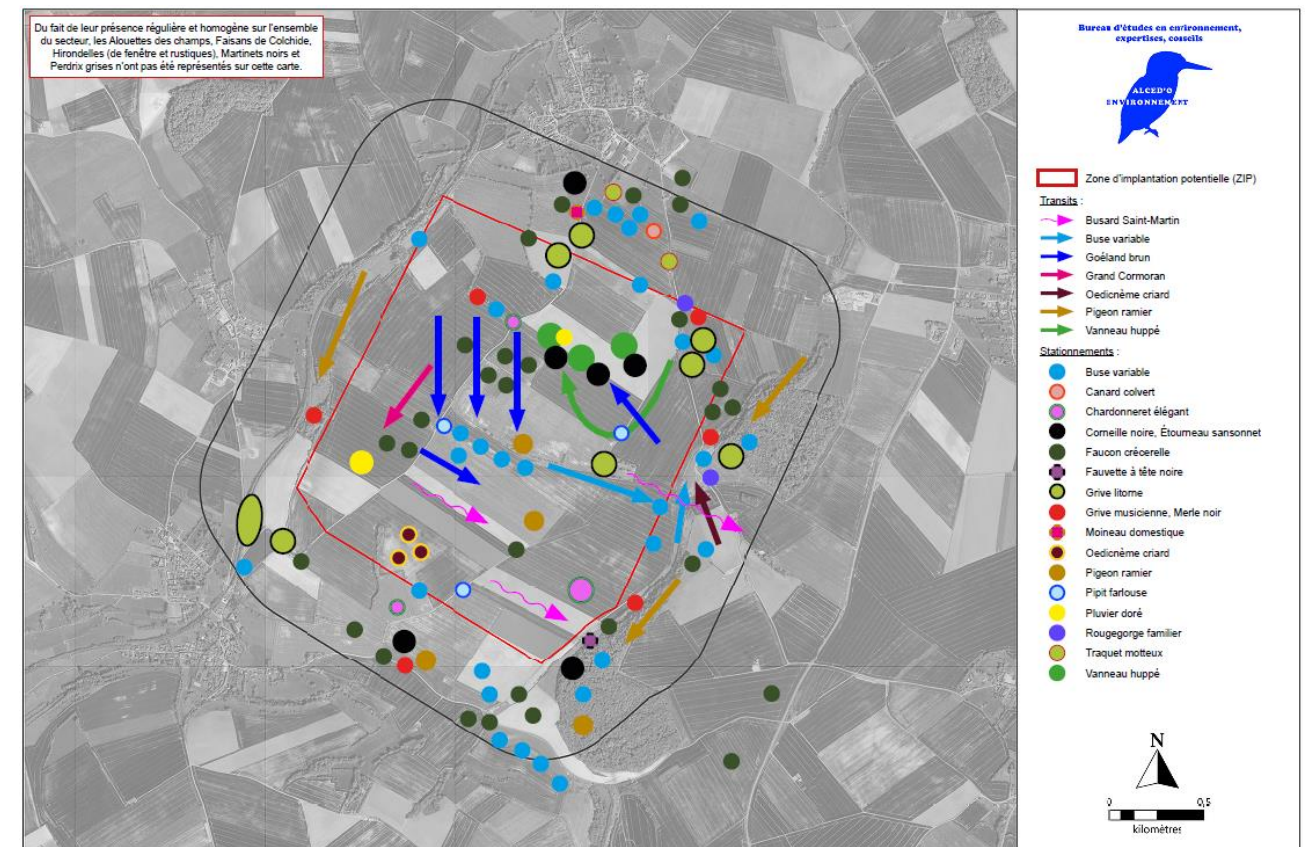 Du fait de leur présence régulière et homogène sur l'ensemble
du secteur, les Alouettes des champs, Faisans de Colchide,
Hirondelles (de fenêtre et rustiques), Martinets noirs et
Perdrix grises n'ont pas été représentés sur cette carte.
Bureau d'études en environnement,
expertises, conseils
ALCED'O
ENVIRONNEMENT
Zone d'implantation potentielle (ZIP)
Transits :
Busard Saint-Martin
Buse variable
Goéland brun
Grand Cormoran
Oedicnème criard
Pigeon ramier
Vanneau huppé
Stationnements :
Buse variable
Canard colvert
Chardonneret élégant
Corneille noire, Étourneau sansonnet
Faucon crécerelle
Fauvette à tête noire
Grive litorne
Grive musicienne, Merle noir
Moineau domestique
Oedicnème criard
Pigeon ramier
Pipit farlouse
Pluvier doré
Rougegorge familier
Traquet motteux
Vanneau huppé
N
0 0,5
kilomètres